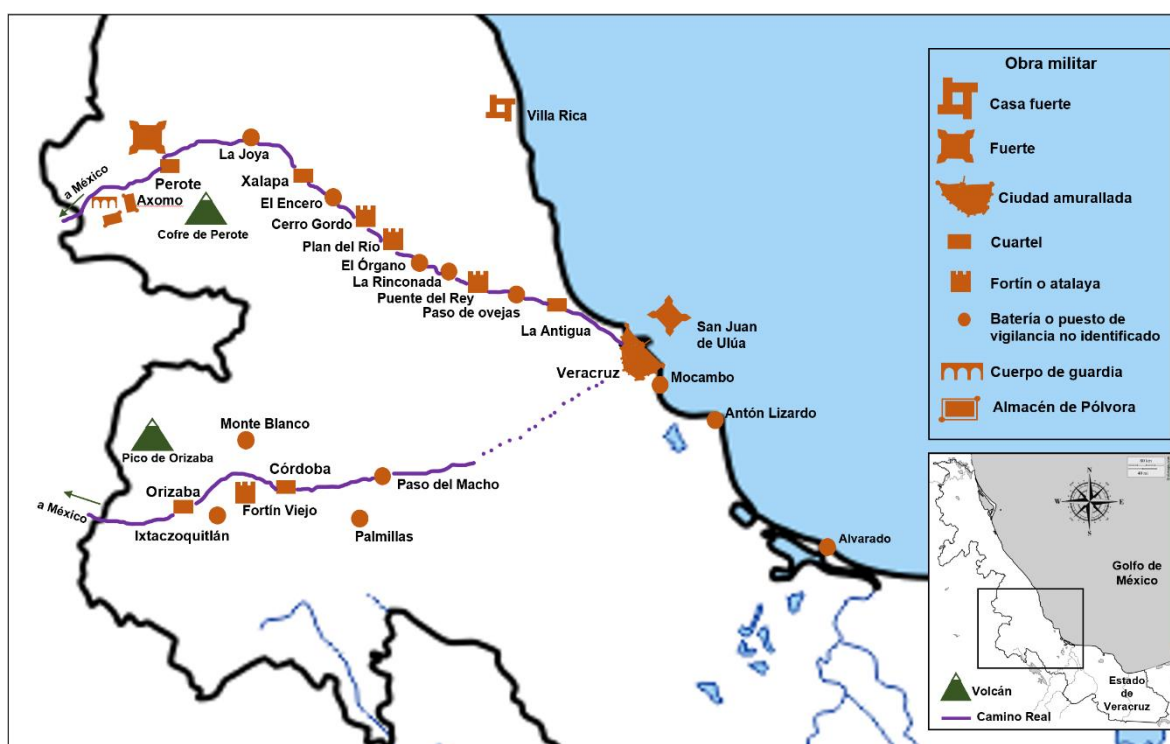 Villa Rica
La Joya
Perote
Xalapa
a México
Axomo
El Encero
Cofre de Perote
Cerro Gordo
Plan del Río
El Órgano
La Rinconada
Puente del Rey
Paso de ovejas
La Antigua
San Juan
de Ulúa
Veracruz
Mocambo
Antón Lizardo
Monte Blanco
Pico de Orizaba
Córdoba
Orizaba
Paso del Macho
a México
Fortín Viejo
Ixtaczoquitlán
Palmillas
Alvarado
Obra militar
Casa fuerte
Fuerte
Ciudad amurallada
Cuartel
Fortín o atalaya
Batería o puesto de
vigilancia no identificado
Cuerpo de guardia
Almacén de Pólvora
N
W
E
S
Golfo de
México
Estado
de
Veracruz
Volcán
Camino Real